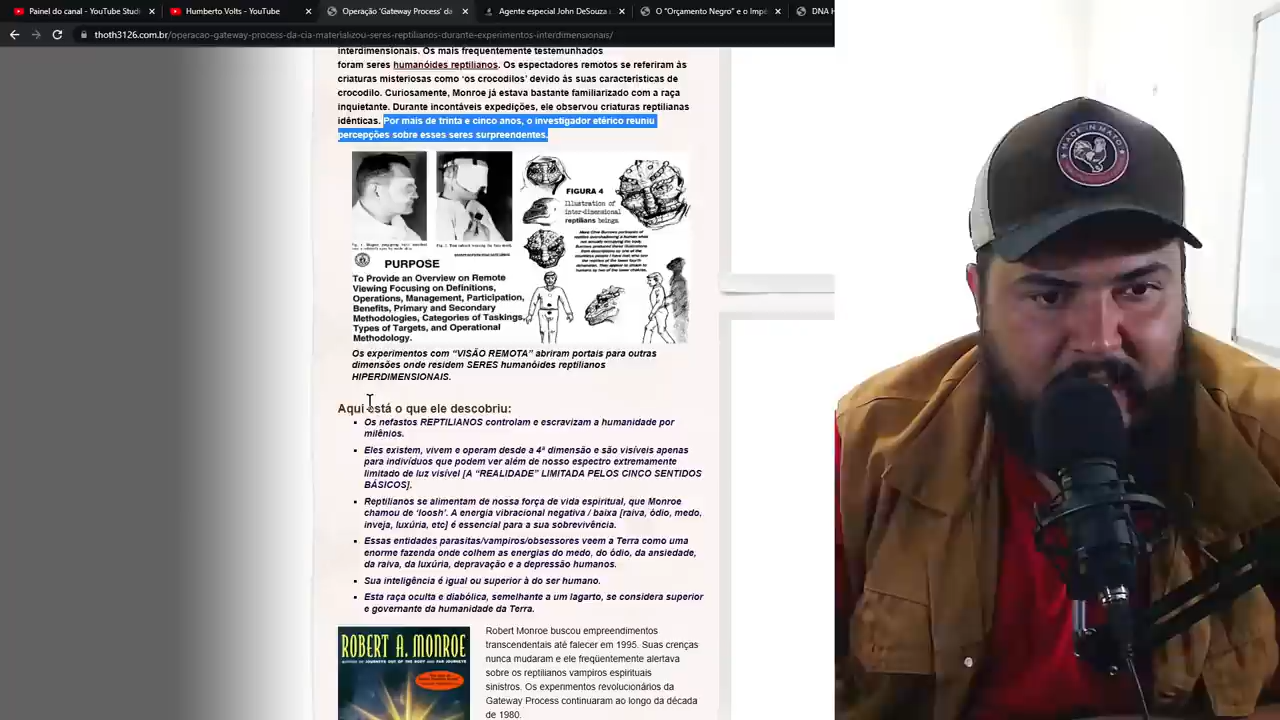 Painel do canal - YouTube Studi
Humberto Volts - YouTube
Operação 'Gateway Process' da
Agente especial John DeSouza c
O "Orçamento Negro" e o Impé
DNA H
thoth3126.com.br/operacao-gateway-process-da-cia-materializou-seres-reptilianos-durante-experimentos-interdimensionais/
interdimensionais. Os mais frequentemente testemunhados
foram seres humanóides reptilianos. Os espectadores remotos se referiram às
criaturas misteriosas como 'os crocodilos' devido às suas características de
crocodilo. Curiosamente, Monroe já estava bastante familiarizado com a raça
inquietante. Durante incontáveis expedições, ele observou criaturas reptilianas
idênticas. Por mais de trinta e cinco anos, o investigador etérico reuniu
percepções sobre esses seres surpreendentes.
FIGURA 4
Illustration of
inter-dimensional
reptilians beings.
PURPOSE
To Provide an Overview on Remote
Viewing Focusing on Definitions,
Operations, Management, Participation,
Benefits, Primary and Secondary
Methodologies, Categories of Taskings,
Types of Targets, and Operational
Methodology.
Os experimentos com "VISÃO REMOTA" abriram portais para outras
dimensões onde residem SERES humanóides reptilianos
HIPERDIMENSIONAIS.
Aqui está o que ele descobriu:
Os nefastos REPTILIANOS controlam e escravizam a humanidade por
milênios.
Eles existem, vivem e operam desde a 4ª dimensão e são visíveis apenas
para indivíduos que podem ver além de nosso espectro extremamente
limitado de luz visível [A "REALIDADE" LIMITADA PELOS CINCO SENTIDOS
BÁSICOS].
Reptilianos se alimentam de nossa força de vida espiritual, que Monroe
chamou de 'loosh'. A energia vibracional negativa / baixa [raiva, ódio, medo,
inveja, luxúria, etc] é essencial para a sua sobrevivência.
Essas entidades parasitas/vampiros/obsessores veem a Terra como uma
enorme fazenda onde colhem as energias do medo, do ódio, da ansiedade,
da raiva, da luxúria, depravação e a depressão humanos.
Sua inteligência é igual ou superior à do ser humano.
Esta raça oculta e diabólica, semelhante a um lagarto, se considera superior
e governante da humanidade da Terra.
ROBERT A. MONROE
Robert Monroe buscou empreendimentos
transcendentais até falecer em 1995. Suas crenças
nunca mudaram e ele freqüentemente alertava
sobre os reptilianos vampiros espirituais
sinistros. Os experimentos revolucionários da
Gateway Process continuaram ao longo da década
de 1980.
MADE IN MATO